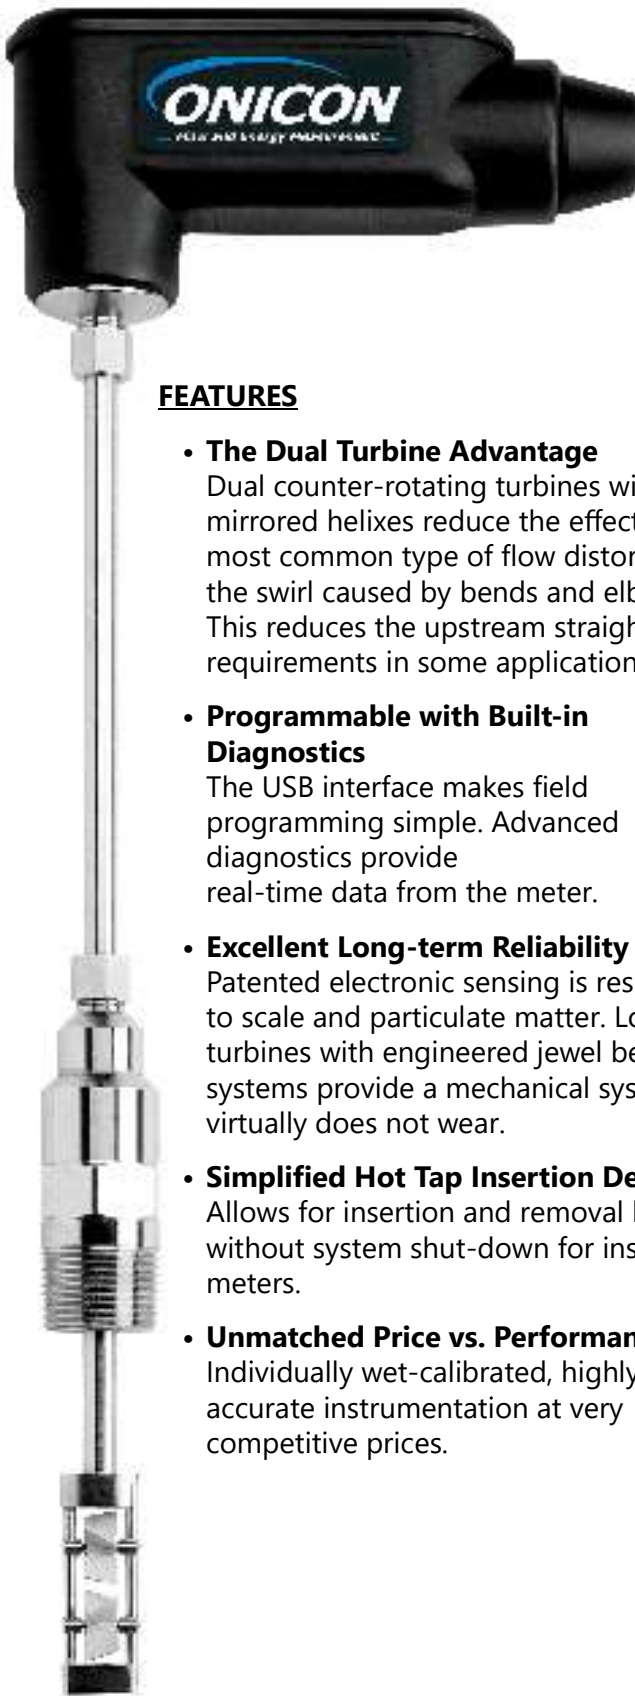 ONICON
Flow and Energy Measurement
FEATURES
• The Dual Turbine Advantage
Dual counter-rotating turbines wi
mirrored helixes reduce the effect
most common type of flow distor
the swirl caused by bends and elb
This reduces the upstream straigh
requirements in some application
• Programmable with Built-in
Diagnostics
The USB interface makes field
programming simple. Advanced
diagnostics provide
real-time data from the meter.
• Excellent Long-term Reliability
Patented electronic sensing is res
to scale and particulate matter. Lo
turbines with engineered jewel be
systems provide a mechanical sys
virtually does not wear.
• Simplified Hot Tap Insertion De
Allows for insertion and removal
without system shut-down for ins
meters.
• Unmatched Price vs. Performan
Individually wet-calibrated, highly
accurate instrumentation at very
competitive prices.